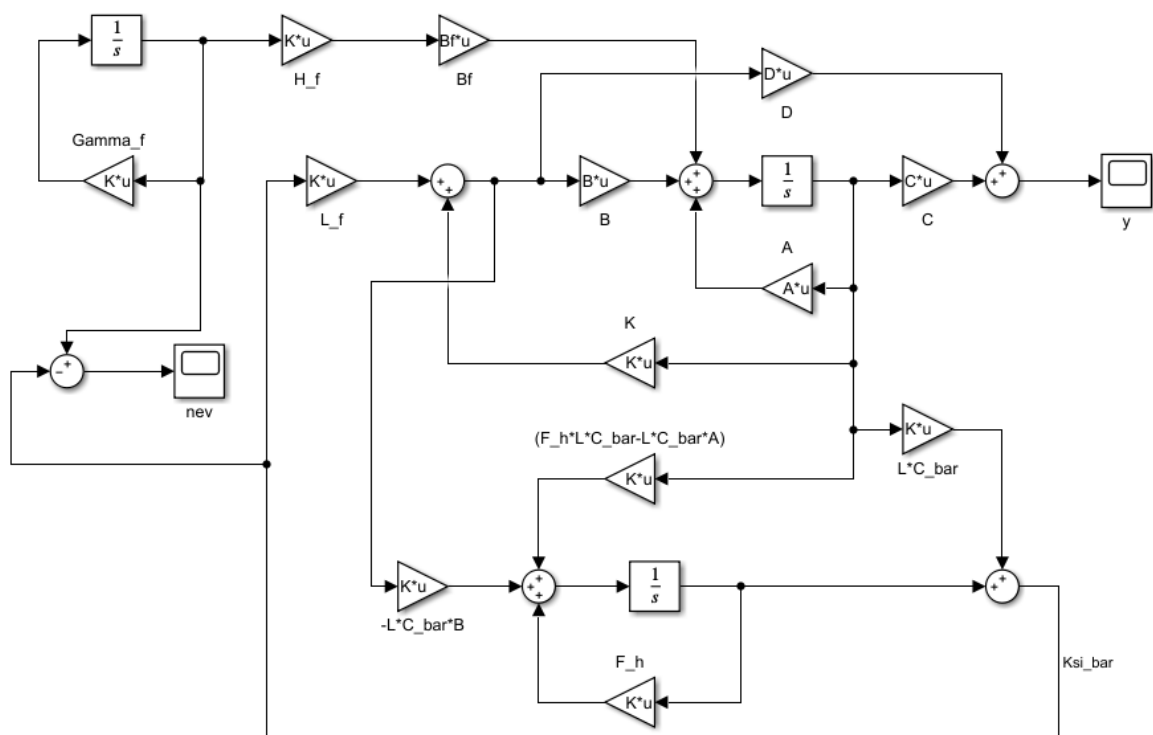 1
s
K*u
H_f
Bf*u
Bf
D*u
D
Gamma_f
K*u
K*u
L_f
+
+
B*u
B
+
+
+
1
s
C*u
C
+
+
y
A
A*u
K
K*u
+
−
nev
(F_h*L*C_bar-L*C_bar*A)
K*u
K*u
L*C_bar
K*u
-L*C_bar*B
+
+
+
1
s
+
+
F_h
K*u
Ksi_bar